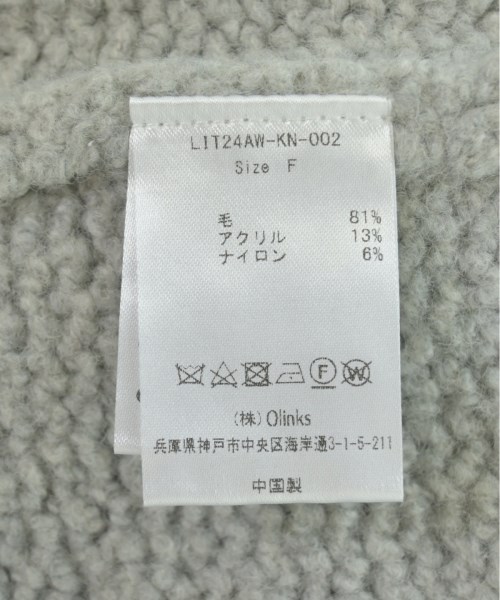 LIT24AW-KN-002
Size F
毛 81%
アクリル 13%
ナイロン 6%
F W
(株) Qlinks
兵庫県神戸市中央区海岸通3-1-5-211
中国製